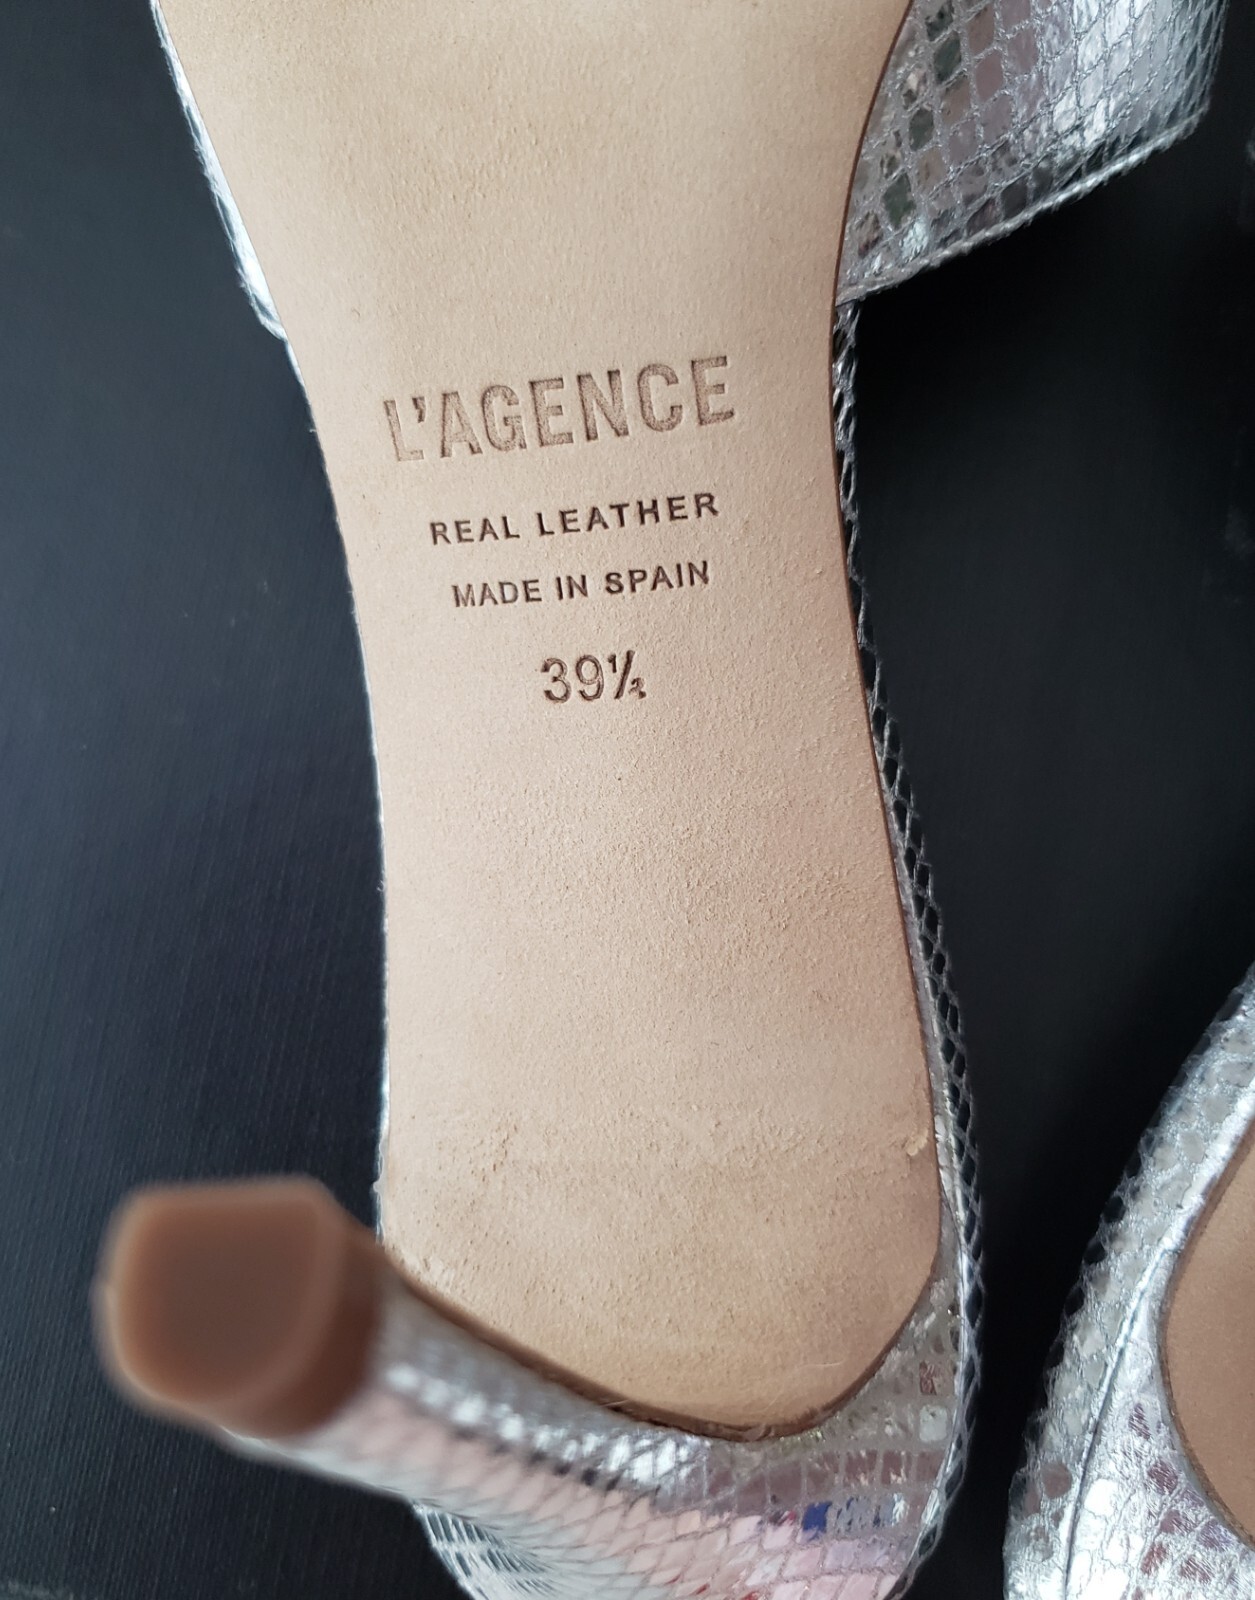 L'AGENCE
REAL LEATHER
MADE IN SPAIN
39½